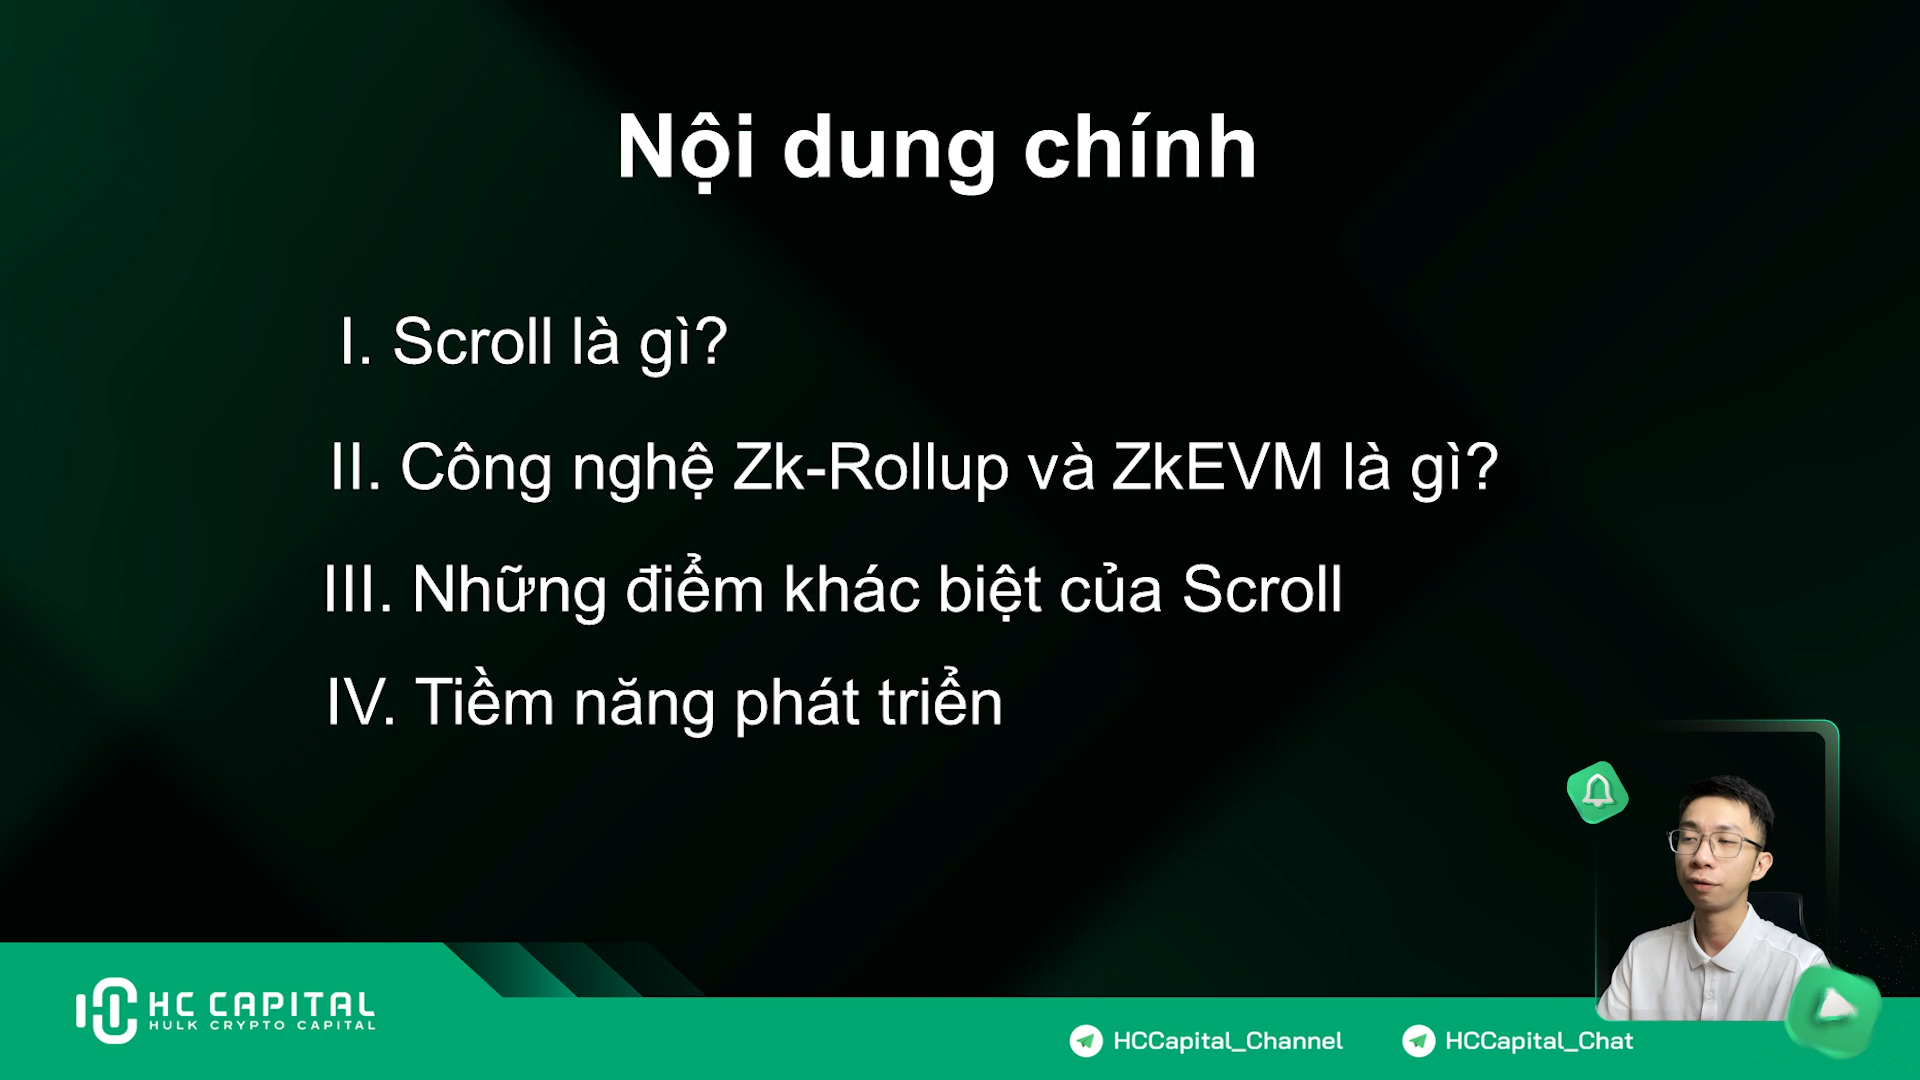 Nội dung chính
I. Scroll là gì?
II. Công nghệ Zk-Rollup và ZkEVM là gì?
III. Những điểm khác biệt của Scroll
IV. Tiềm năng phát triển
HC CAPITAL
HULK CRYPTO CAPITAL
HCCapital_Channel
HCCapital_Chat